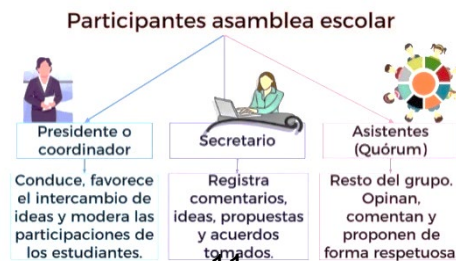 Participantes asamblea escolar
Presidente o
coordinador
Conduce, favorece
el intercambio de
ideas y modera las
participaciones de
los estudiantes.
Secretario
Registra
comentarios,
ideas, propuestas
y acuerdos
tomados.
Asistentes
(Quórum)
Resto del grupo.
Opinan,
comentan y
proponen de
forma respetuosa